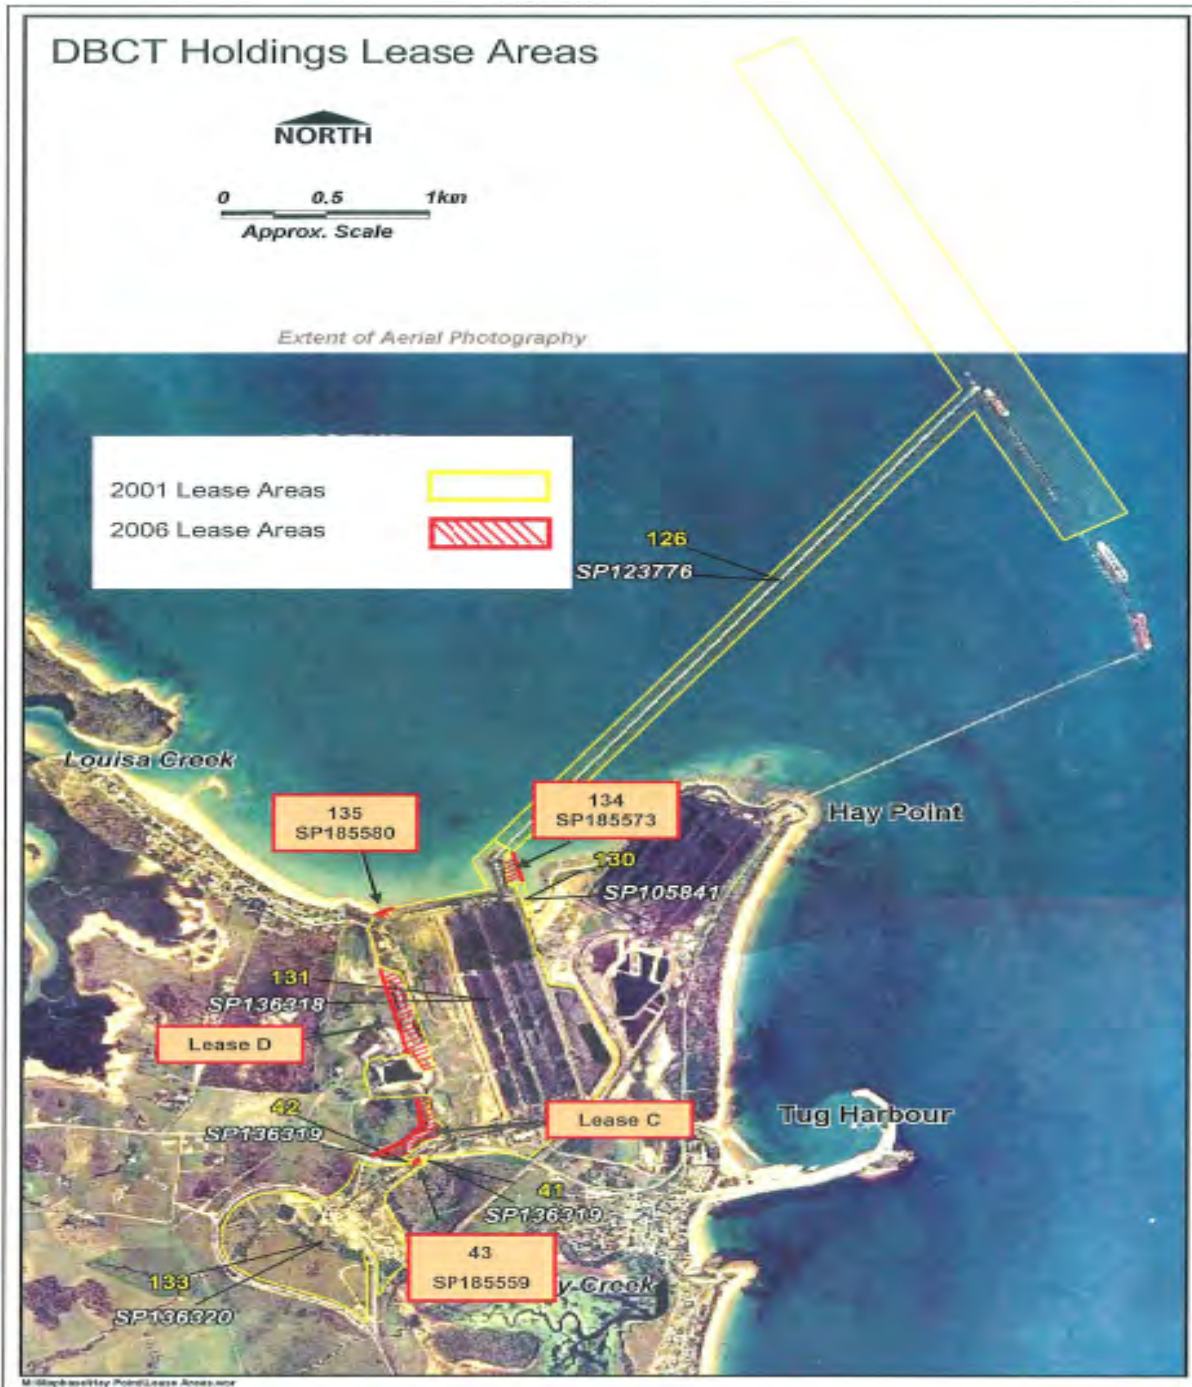 DBCT Holdings Lease Areas
NORTH
0 0.5 1km
Approx. Scale
Extent of Aerial Photography
2001 Lease Areas
2006 Lease Areas
126
SP123776
Louisa Creek
135
SP185580
134
SP185573
Hay Point
130
SP105841
131
SP136318
Lease D
42
SP136319
Lease C
Tug Harbour
41
SP136319
43
SP185559
y Creek
133
SP136320